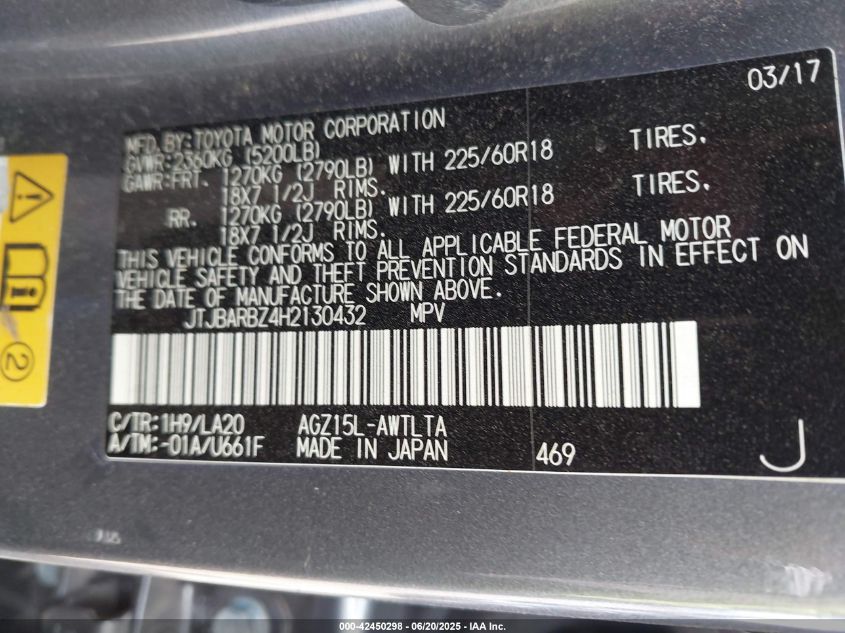 03/17
MFD.BY:TOYOTA MOTOR CORPORATION
GVWR:2360KG (5200LB)
GAWR:FRT. 1270KG (2790LB) WITH 225/60R18 TIRES.
18X7 1/2J RIMS.
RR. 1270KG (2790LB) WITH 225/60R18 TIRES.
18X7 1/2J RIMS.
THIS VEHICLE CONFORMS TO ALL APPLICABLE FEDERAL MOTOR
VEHICLE SAFETY AND THEFT PREVENTION STANDARDS IN EFFECT ON
THE DATE OF MANUFACTURE SHOWN ABOVE.
JTJBARBZ4H2130432 MPV
C/TR:1H9/LA20 AGZ15L-AWTLTA
A/TM:-01A/U661F MADE IN JAPAN 469 J
2
000-42450298 - 06/20/2025 - IAA Inc.